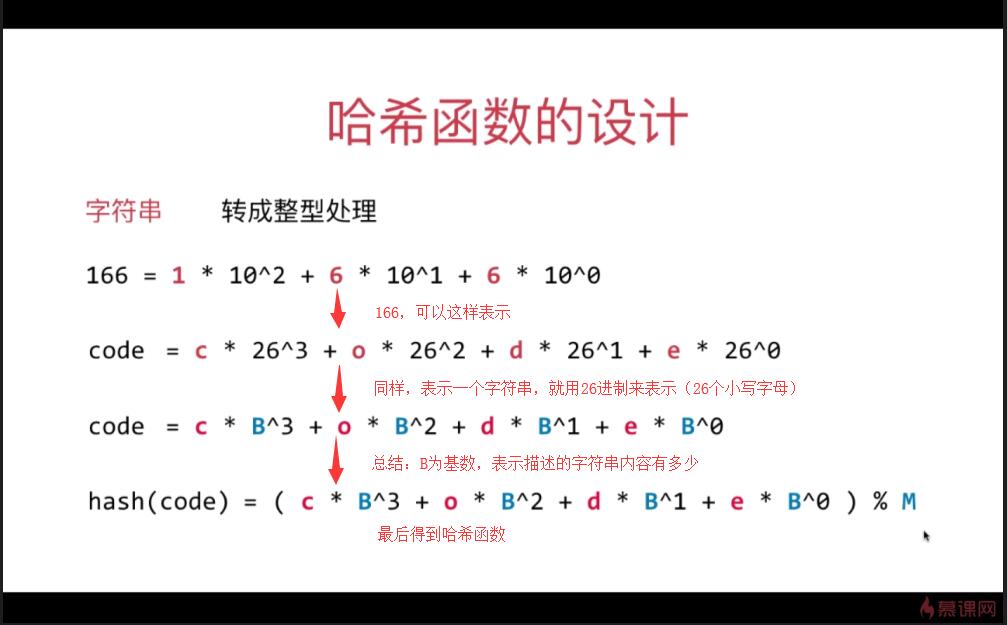 哈希函数的设计
字符串 转成整型处理
166 = 1 * 10^2 + 6 * 10^1 + 6 * 10^0
166，可以这样表示
code = c * 26^3 + o * 26^2 + d * 26^1 + e * 26^0
同样，表示一个字符串，就用26进制来表示（26个小写字母）
code = c * B^3 + o * B^2 + d * B^1 + e * B^0
总结：B为基数，表示描述的字符串内容有多少
hash(code) = ( c * B^3 + o * B^2 + d * B^1 + e * B^0 ) % M
最后得到哈希函数
慕课网